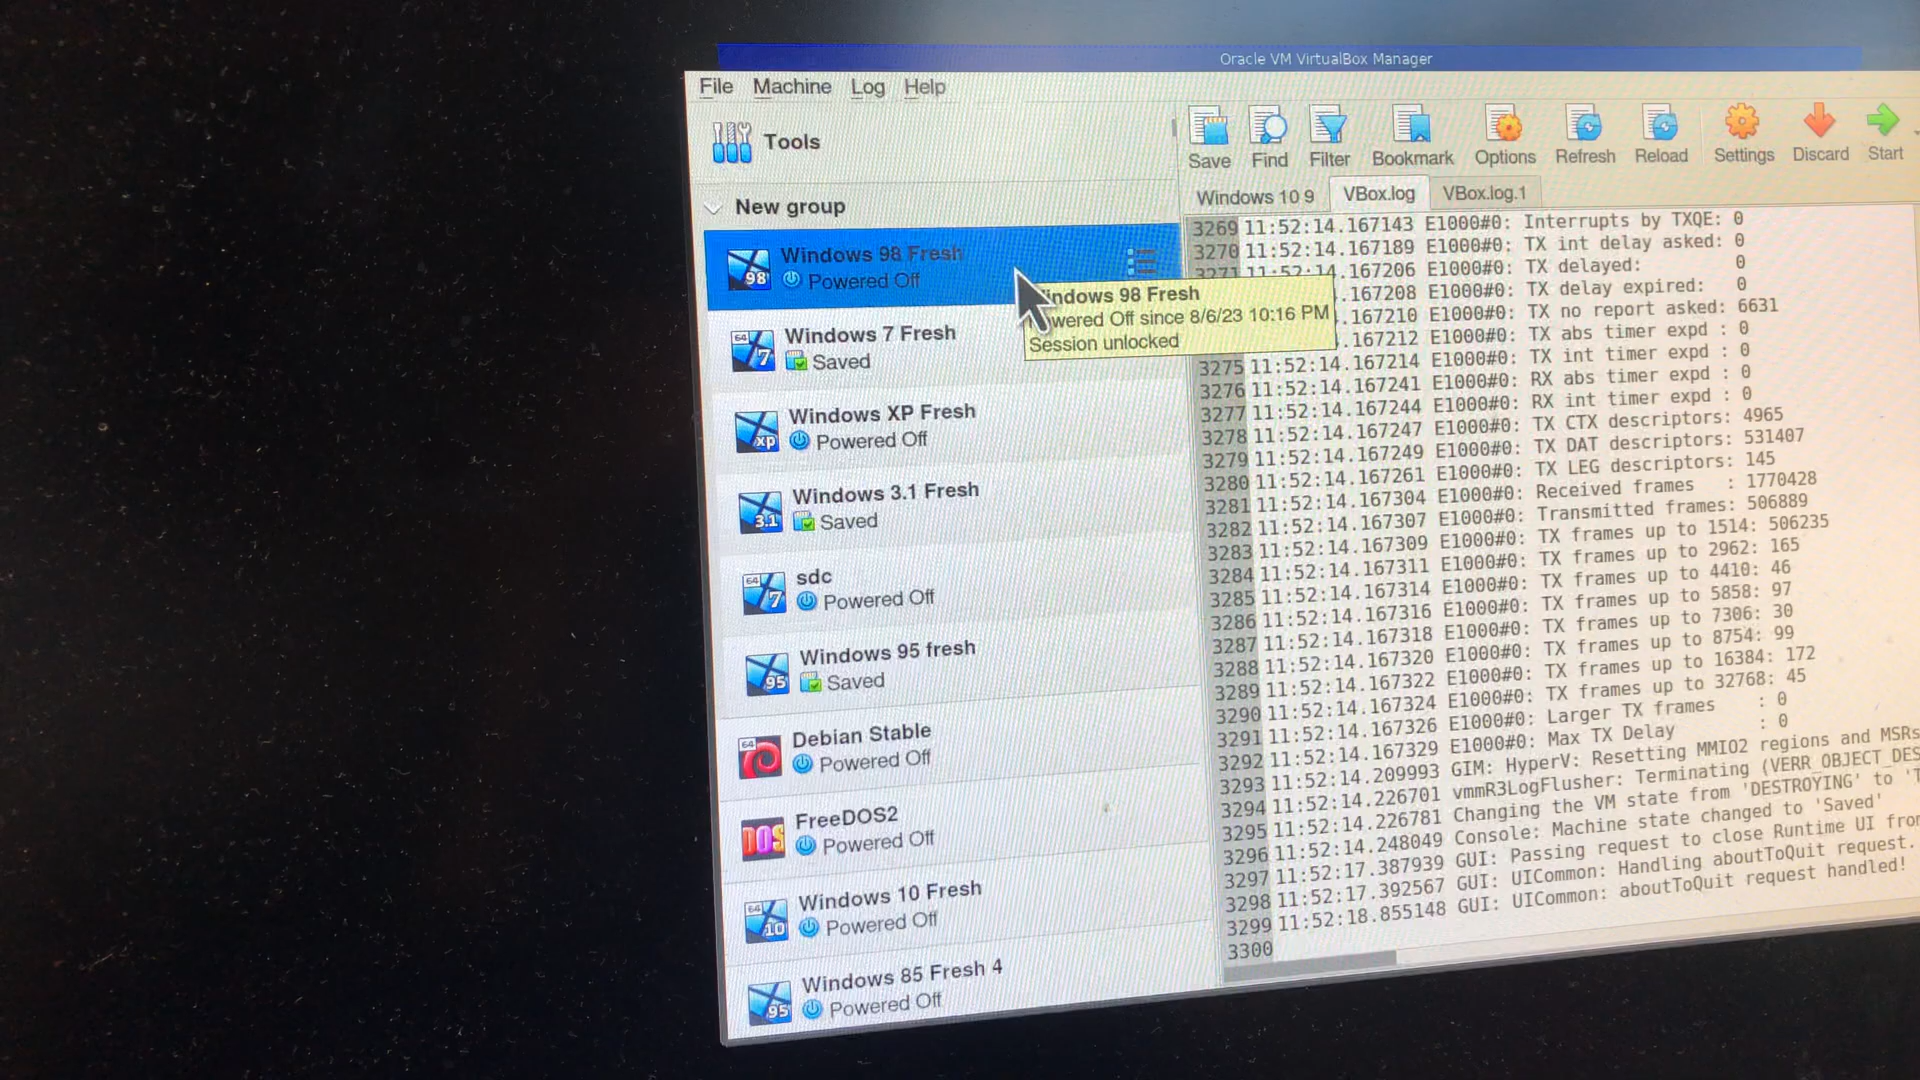 Oracle VM VirtualBox Manager
File Machine Log Help
Tools
Save Find Filter Bookmark Options Refresh Reload Settings Discard Start
New group
Windows 98 Fresh
Powered Off
Windows 7 Fresh
Saved
Windows XP Fresh
Powered Off
Windows 3.1 Fresh
Saved
sdc
Powered Off
Windows 95 fresh
Saved
Debian Stable
Powered Off
FreeDOS2
Powered Off
Windows 10 Fresh
Powered Off
Windows 85 Fresh 4
Powered Off
98
64 7
xp
3.1
64 7
95
64
DOS
64 10
95
indows 98 Fresh
wered Off since 8/6/23 10:16 PM
Session unlocked
Windows 10 9 VBox.log VBox.log.1
3269 11:52:14.167143 E1000#0: Interrupts by TXQE: 0
3270 11:52:14.167189 E1000#0: TX int delay asked: 0
3271 11:52:14.167206 E1000#0: TX delayed: 0
.167208 E1000#0: TX delay expired: 0
.167210 E1000#0: TX no report asked: 6631
.167212 E1000#0: TX abs timer expd : 0
3275 11:52:14.167214 E1000#0: TX int timer expd : 0
3276 11:52:14.167241 E1000#0: RX abs timer expd : 0
3277 11:52:14.167244 E1000#0: RX int timer expd : 0
3278 11:52:14.167247 E1000#0: TX CTX descriptors: 4965
3279 11:52:14.167249 E1000#0: TX DAT descriptors: 531407
3280 11:52:14.167261 E1000#0: TX LEG descriptors: 145
3281 11:52:14.167304 E1000#0: Received frames : 1770428
3282 11:52:14.167307 E1000#0: Transmitted frames: 506889
3283 11:52:14.167309 E1000#0: TX frames up to 1514: 506235
3284 11:52:14.167311 E1000#0: TX frames up to 2962: 165
3285 11:52:14.167314 E1000#0: TX frames up to 4410: 46
3286 11:52:14.167316 E1000#0: TX frames up to 5858: 97
3287 11:52:14.167318 E1000#0: TX frames up to 7306: 30
3288 11:52:14.167320 E1000#0: TX frames up to 8754: 99
3289 11:52:14.167322 E1000#0: TX frames up to 16384: 172
3290 11:52:14.167324 E1000#0: TX frames up to 32768: 45
3291 11:52:14.167326 E1000#0: Larger TX frames : 0
3292 11:52:14.167329 E1000#0: Max TX Delay : 0
3293 11:52:14.209993 GIM: HyperV: Resetting MMIO2 regions and MSRs
3294 11:52:14.226701 vmmR3LogFlusher: Terminating (VERR_OBJECT_DES
3295 11:52:14.226781 Changing the VM state from 'DESTROYING' to 'T
3296 11:52:14.248049 Console: Machine state changed to 'Saved'
3297 11:52:17.387939 GUI: Passing request to close Runtime UI from
3298 11:52:17.392567 GUI: UICommon: Handling aboutToQuit request.
3299 11:52:18.855148 GUI: UICommon: aboutToQuit request handled!
3300